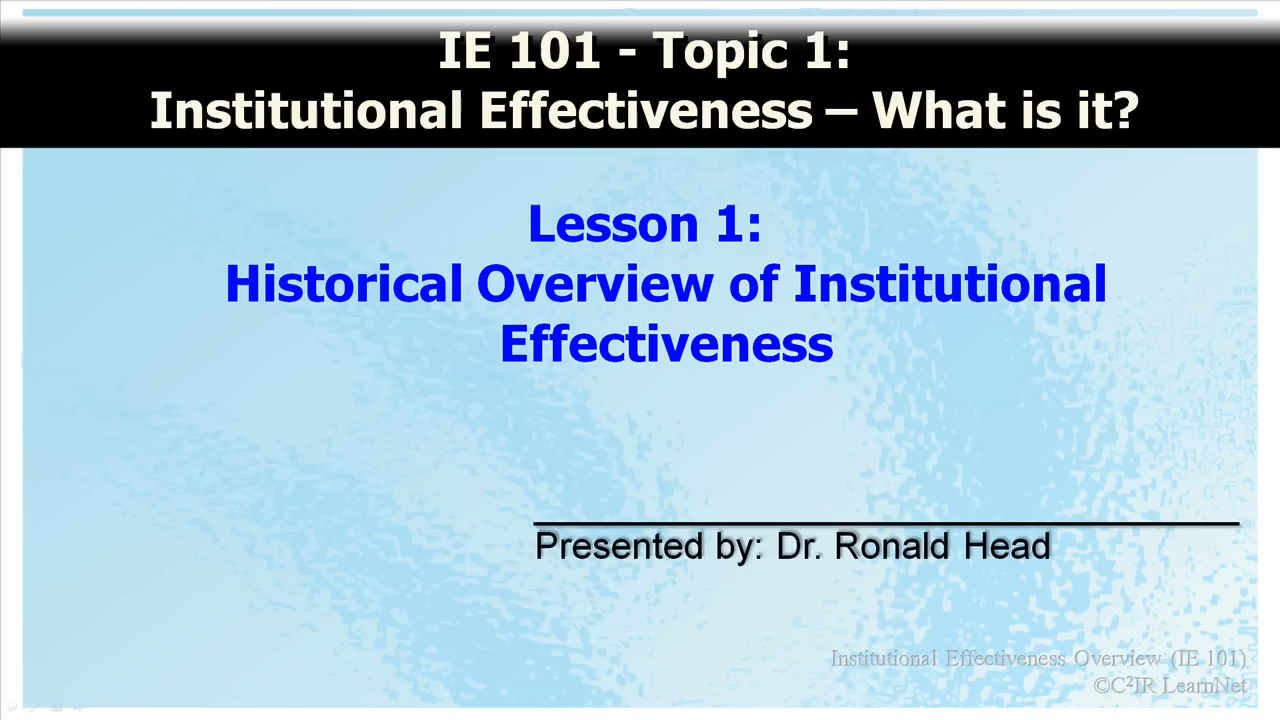 IE 101 - Topic 1:
Institutional Effectiveness – What is it?
Lesson 1:
Historical Overview of Institutional
Effectiveness
Presented by: Dr. Ronald Head
Institutional Effectiveness Overview (IE 101)
©C²IR LearnNet